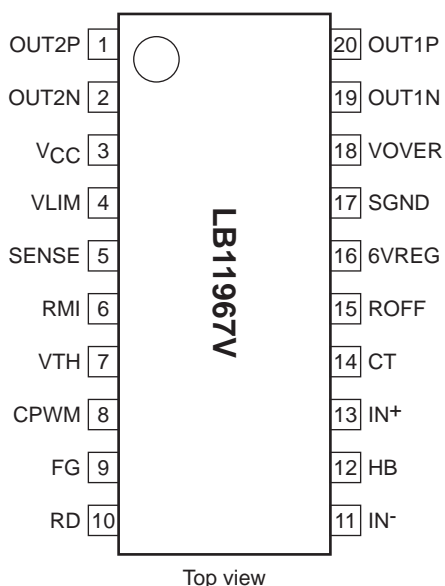 OUT2P 1 20 OUT1P
OUT2N 2 19 OUT1N
VCC 3 18 VOVER
VLIM 4 17 SGND
SENSE 5 16 6VREG
RMI 6 15 ROFF
VTH 7 14 CT
CPWM 8 13 IN+
FG 9 12 HB
RD 10 11 IN-
LB11967V
Top view